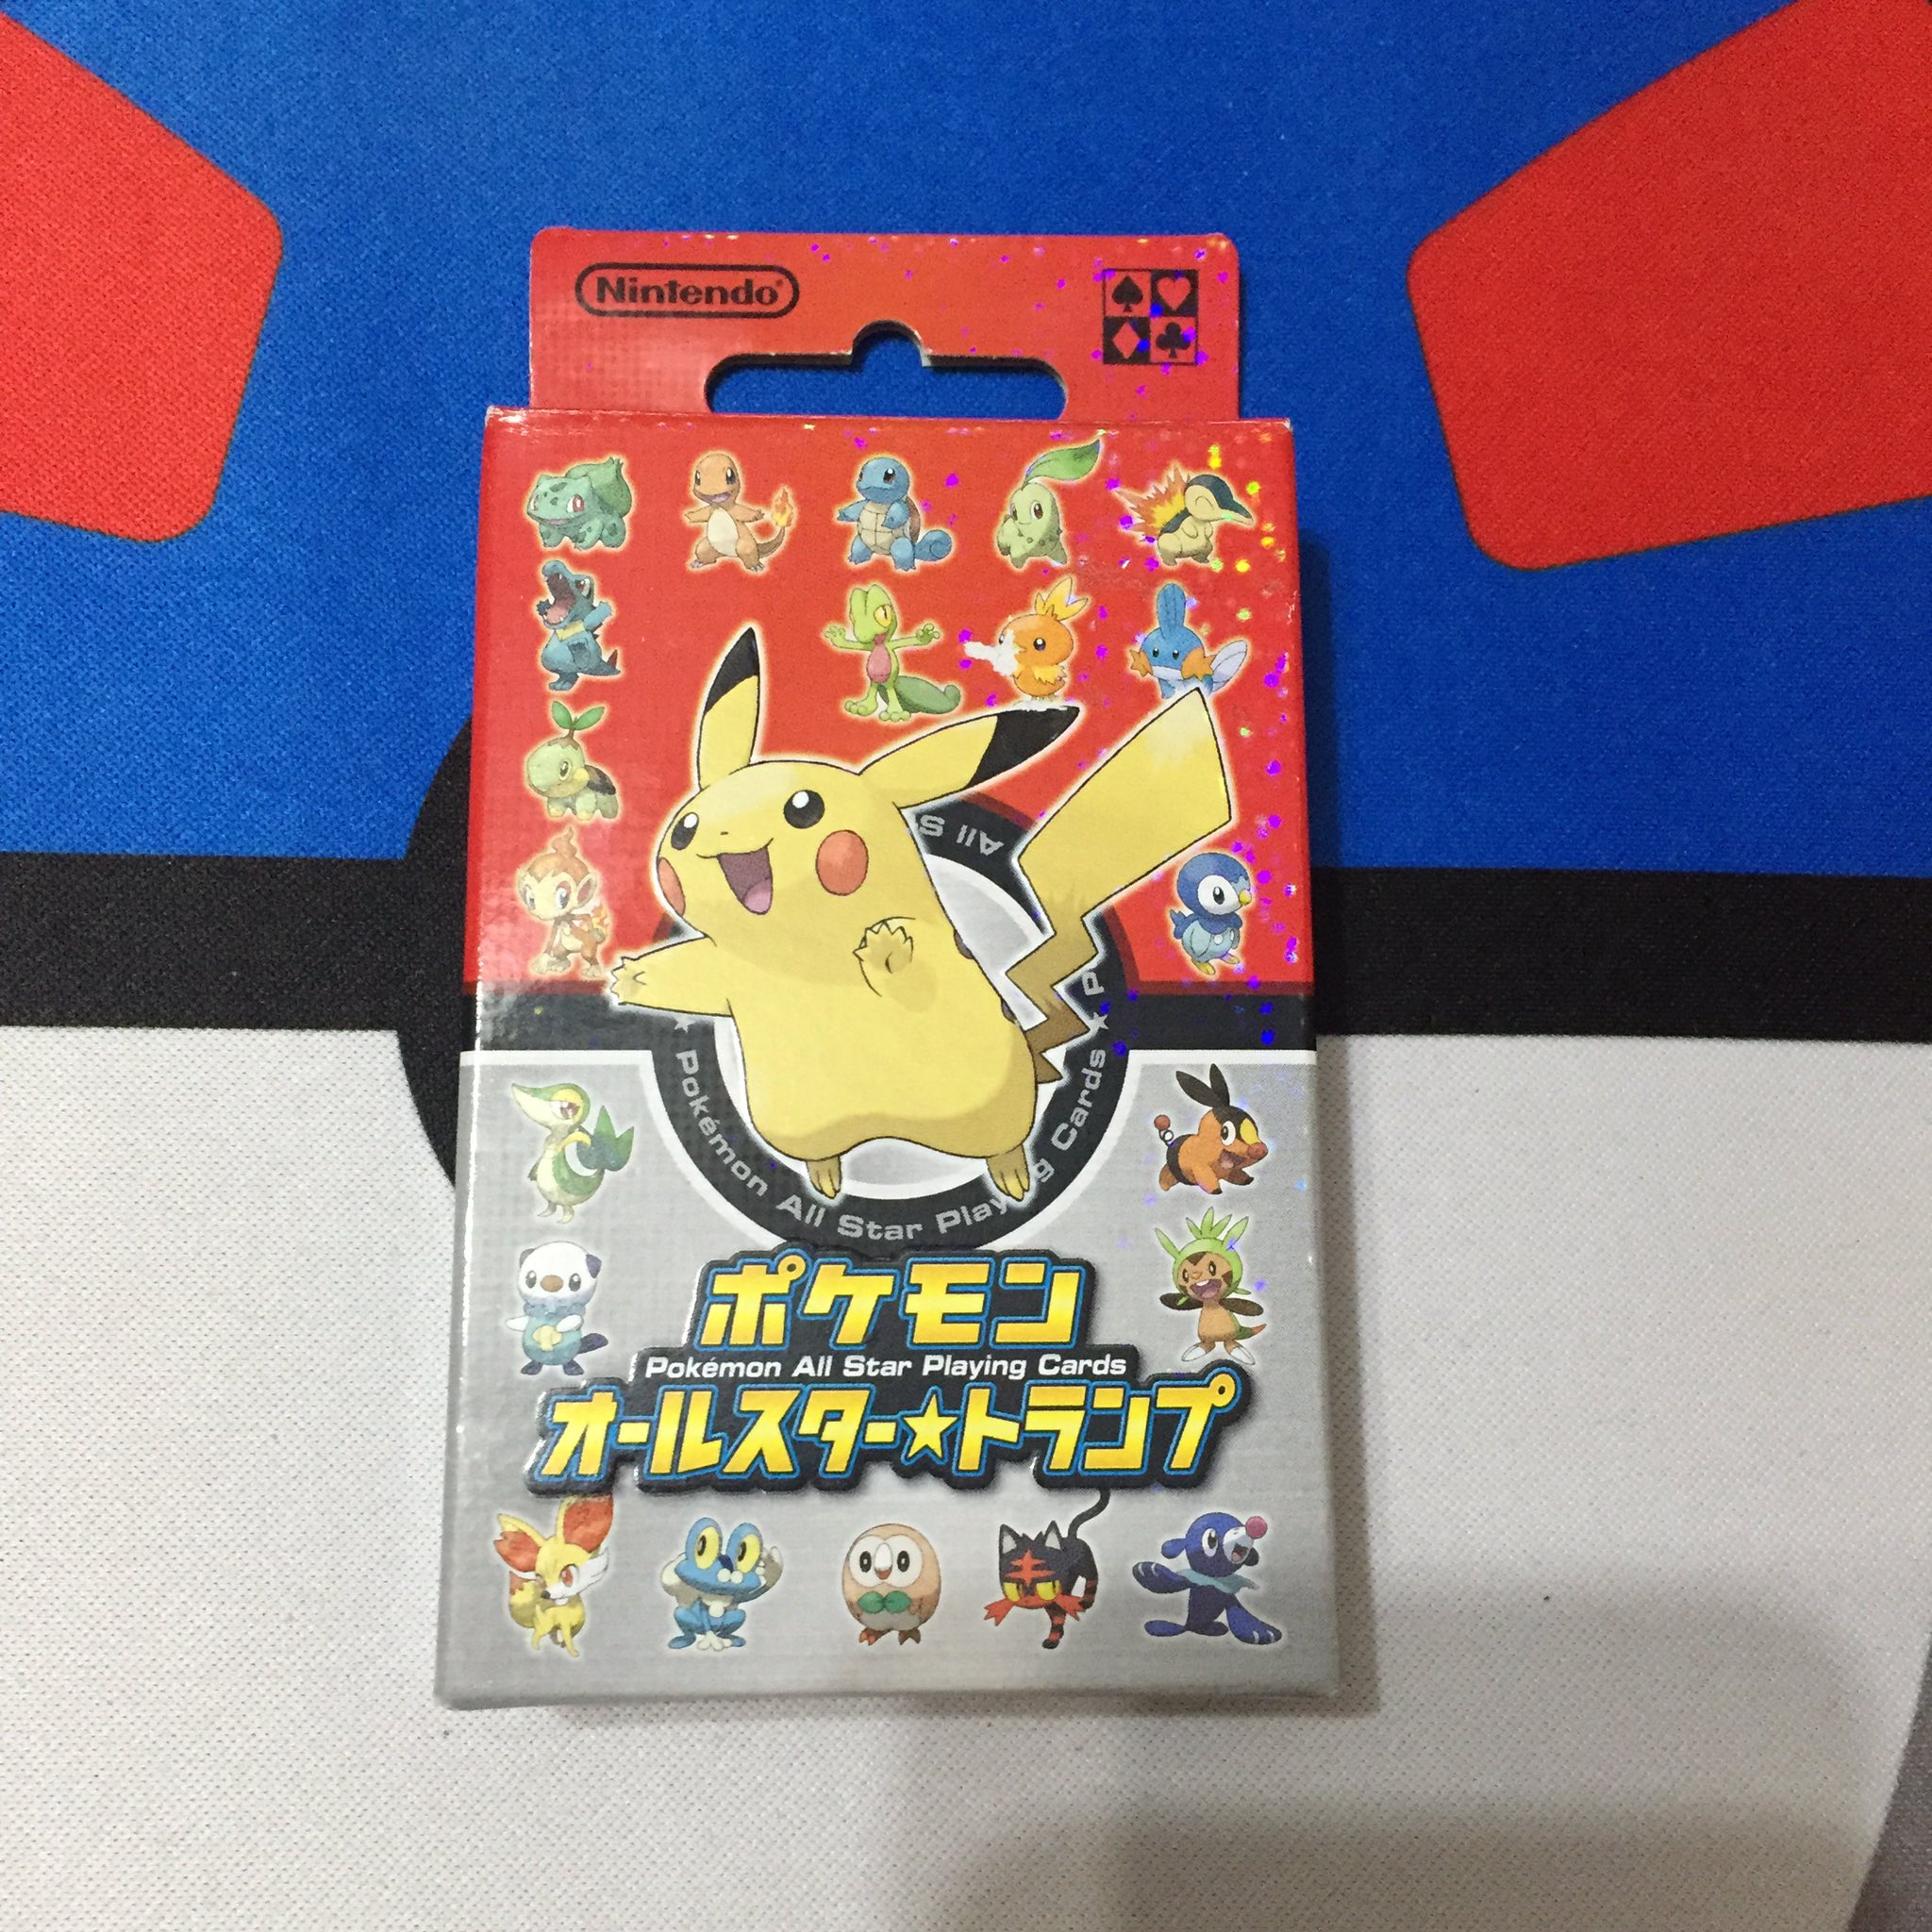 Nintendo®
All S
P
★ Pokémon All Star Playing Cards ★
ポケモン
Pokémon All Star Playing Cards
オールスター★トランプ